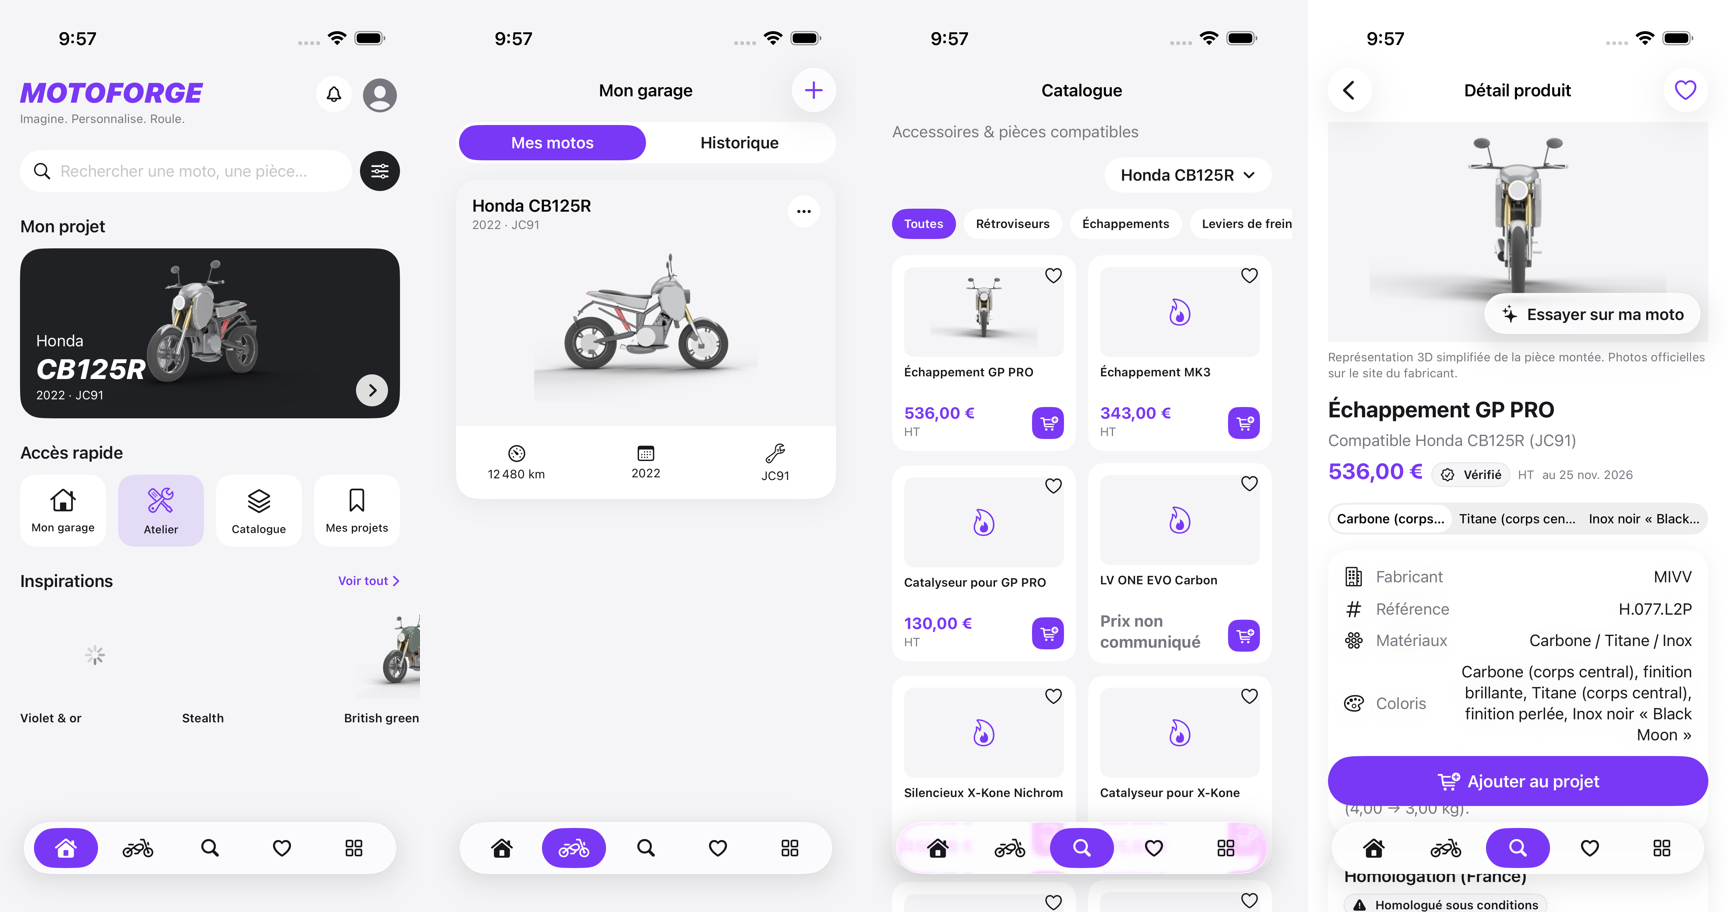 9:57
MOTOFORGE
Imagine. Personnalise. Roule.
Rechercher une moto, une pièce...
Mon projet
Honda
CB125R
2022 · JC91
Accès rapide
Mon garage
Atelier
Catalogue
Mes projets
Inspirations
Voir tout
Violet & or
Stealth
British green
9:57
Mon garage
Mes motos
Historique
Honda CB125R
2022 · JC91
12 480 km
2022
JC91
9:57
Catalogue
Accessoires & pièces compatibles
Honda CB125R
Toutes
Rétroviseurs
Échappements
Leviers de frein
Échappement GP PRO
536,00 €
HT
Échappement MK3
343,00 €
HT
Catalyseur pour GP PRO
130,00 €
HT
LV ONE EVO Carbon
Prix non
communiqué
Silencieux X-Kone Nichrom
Catalyseur pour X-Kone
9:57
Détail produit
Essayer sur ma moto
Représentation 3D simplifiée de la pièce montée. Photos officielles
sur le site du fabricant.
Échappement GP PRO
Compatible Honda CB125R (JC91)
536,00 €
Vérifié
HT au 25 nov. 2026
Carbone (corps...
Titane (corps cen...
Inox noir « Black...
Fabricant
MIVV
Référence
H.077.L2P
Matériaux
Carbone / Titane / Inox
Coloris
Carbone (corps central), finition
brillante, Titane (corps central),
finition perlée, Inox noir « Black
Moon »
Ajouter au projet
(4,00 → 3,00 kg).
Homologation (France)
Homologué sous conditions